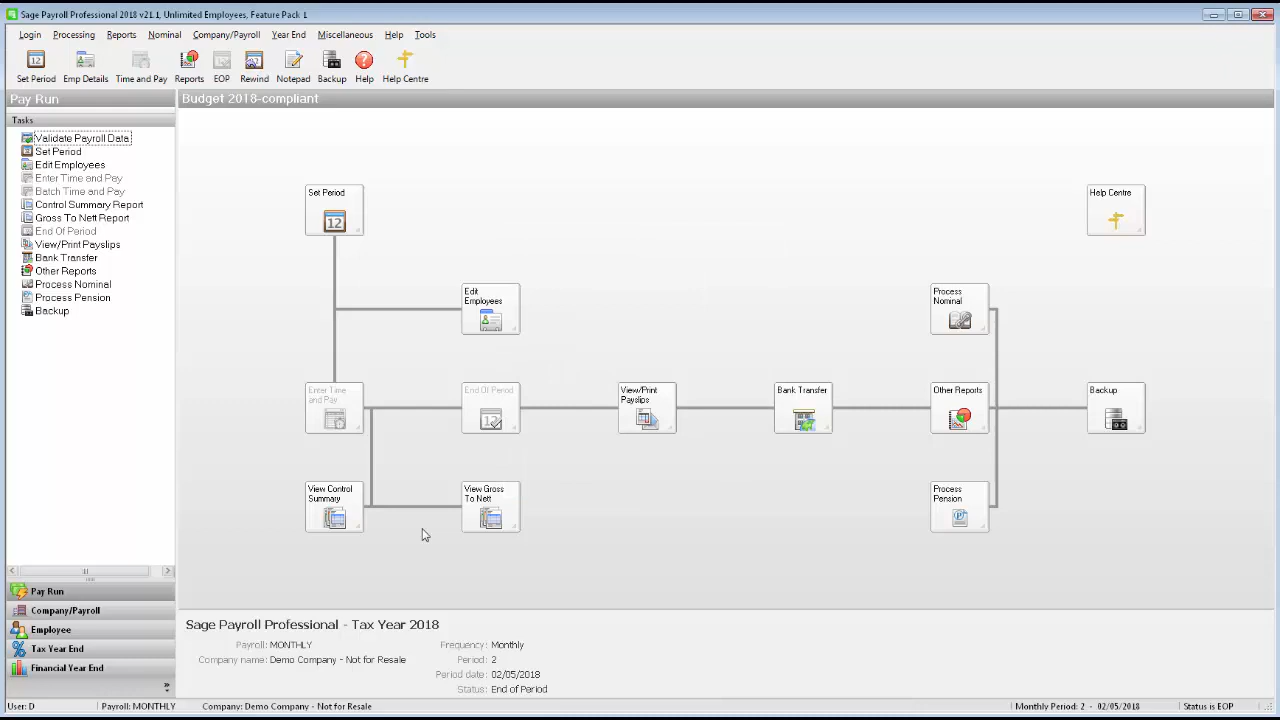 Sage Payroll Professional 2018 v21.1, Unlimited Employees, Feature Pack 1
Login Processing Reports Nominal Company/Payroll Year End Miscellaneous Help Tools
Set Period Emp Details Time and Pay Reports EOP Rewind Notepad Backup Help Help Centre
Pay Run
Budget 2018-compliant
Tasks
Validate Payroll Data
Set Period
Edit Employees
Enter Time and Pay
Batch Time and Pay
Control Summary Report
Gross To Nett Report
End Of Period
View/Print Payslips
Bank Transfer
Other Reports
Process Nominal
Process Pension
Backup
Set Period
12
Help Centre
Edit
Employees
Process
Nominal
Enter Time
and Pay
End Of Period
View/Print
Payslips
Bank Transfer
Other Reports
Backup
View Control
Summary
View Gross
To Nett
Process
Pension
Pay Run
Company/Payroll
Employee
Tax Year End
Financial Year End
Sage Payroll Professional - Tax Year 2018
Payroll: MONTHLY Frequency: Monthly
Company name: Demo Company - Not for Resale Period: 2
Period date: 02/05/2018
Status: End of Period
User: D Payroll: MONTHLY Company: Demo Company - Not for Resale Monthly Period: 2 - 02/05/2018 Status is EOP